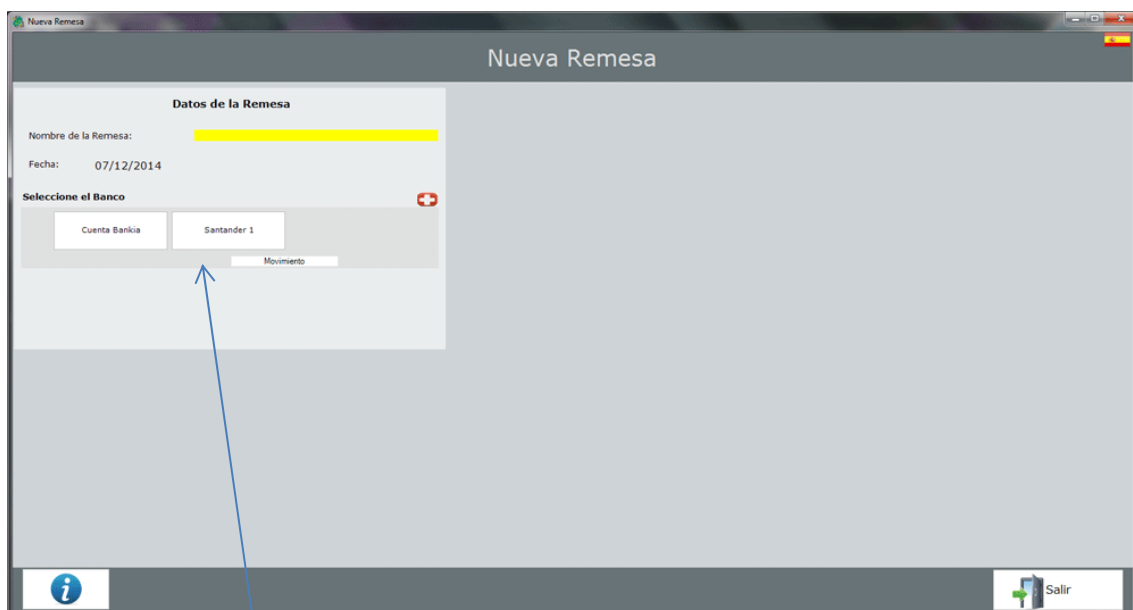 Nueva Remesa
Nueva Remesa
Datos de la Remesa
Nombre de la Remesa:
Fecha: 07/12/2014
Seleccione el Banco
Cuenta Bankia Santander 1
Movimiento
i Salir